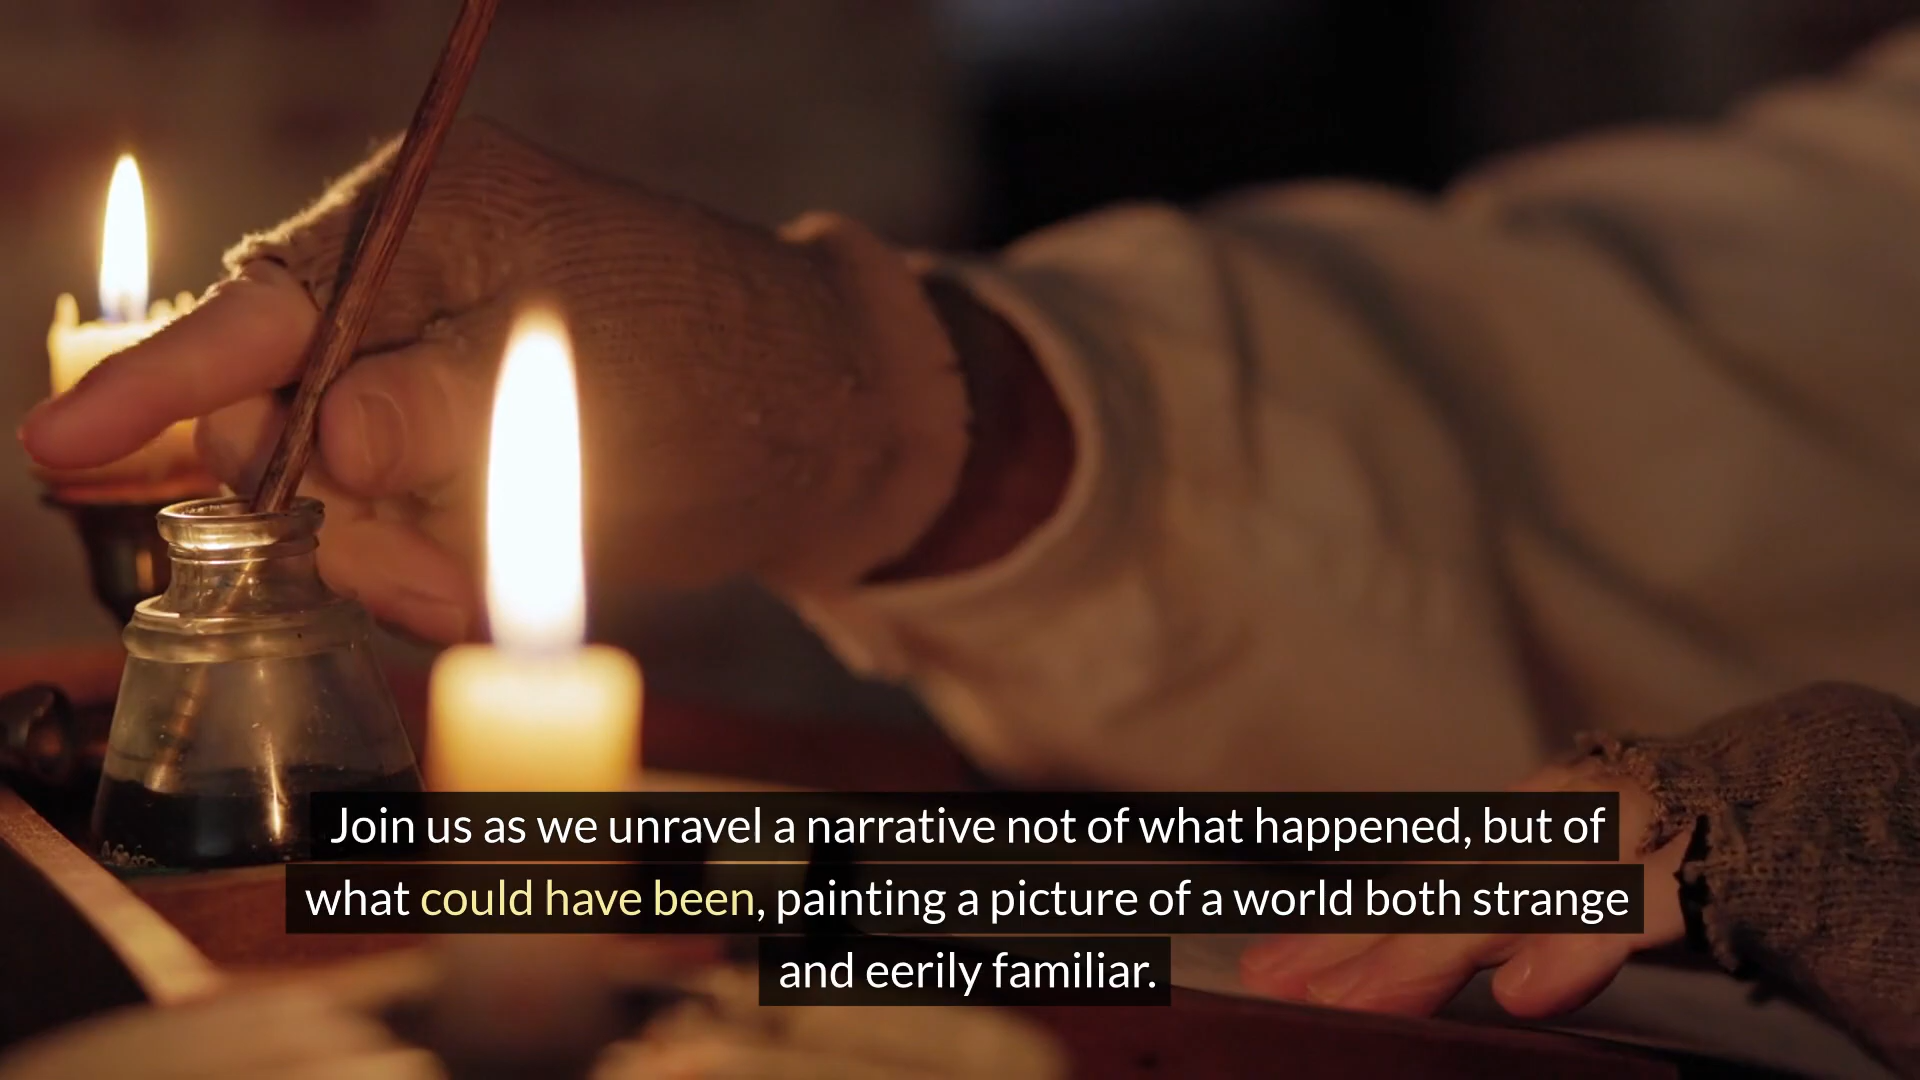 Join us as we unravel a narrative not of what happened, but of
what could have been, painting a picture of a world both strange
and eerily familiar.